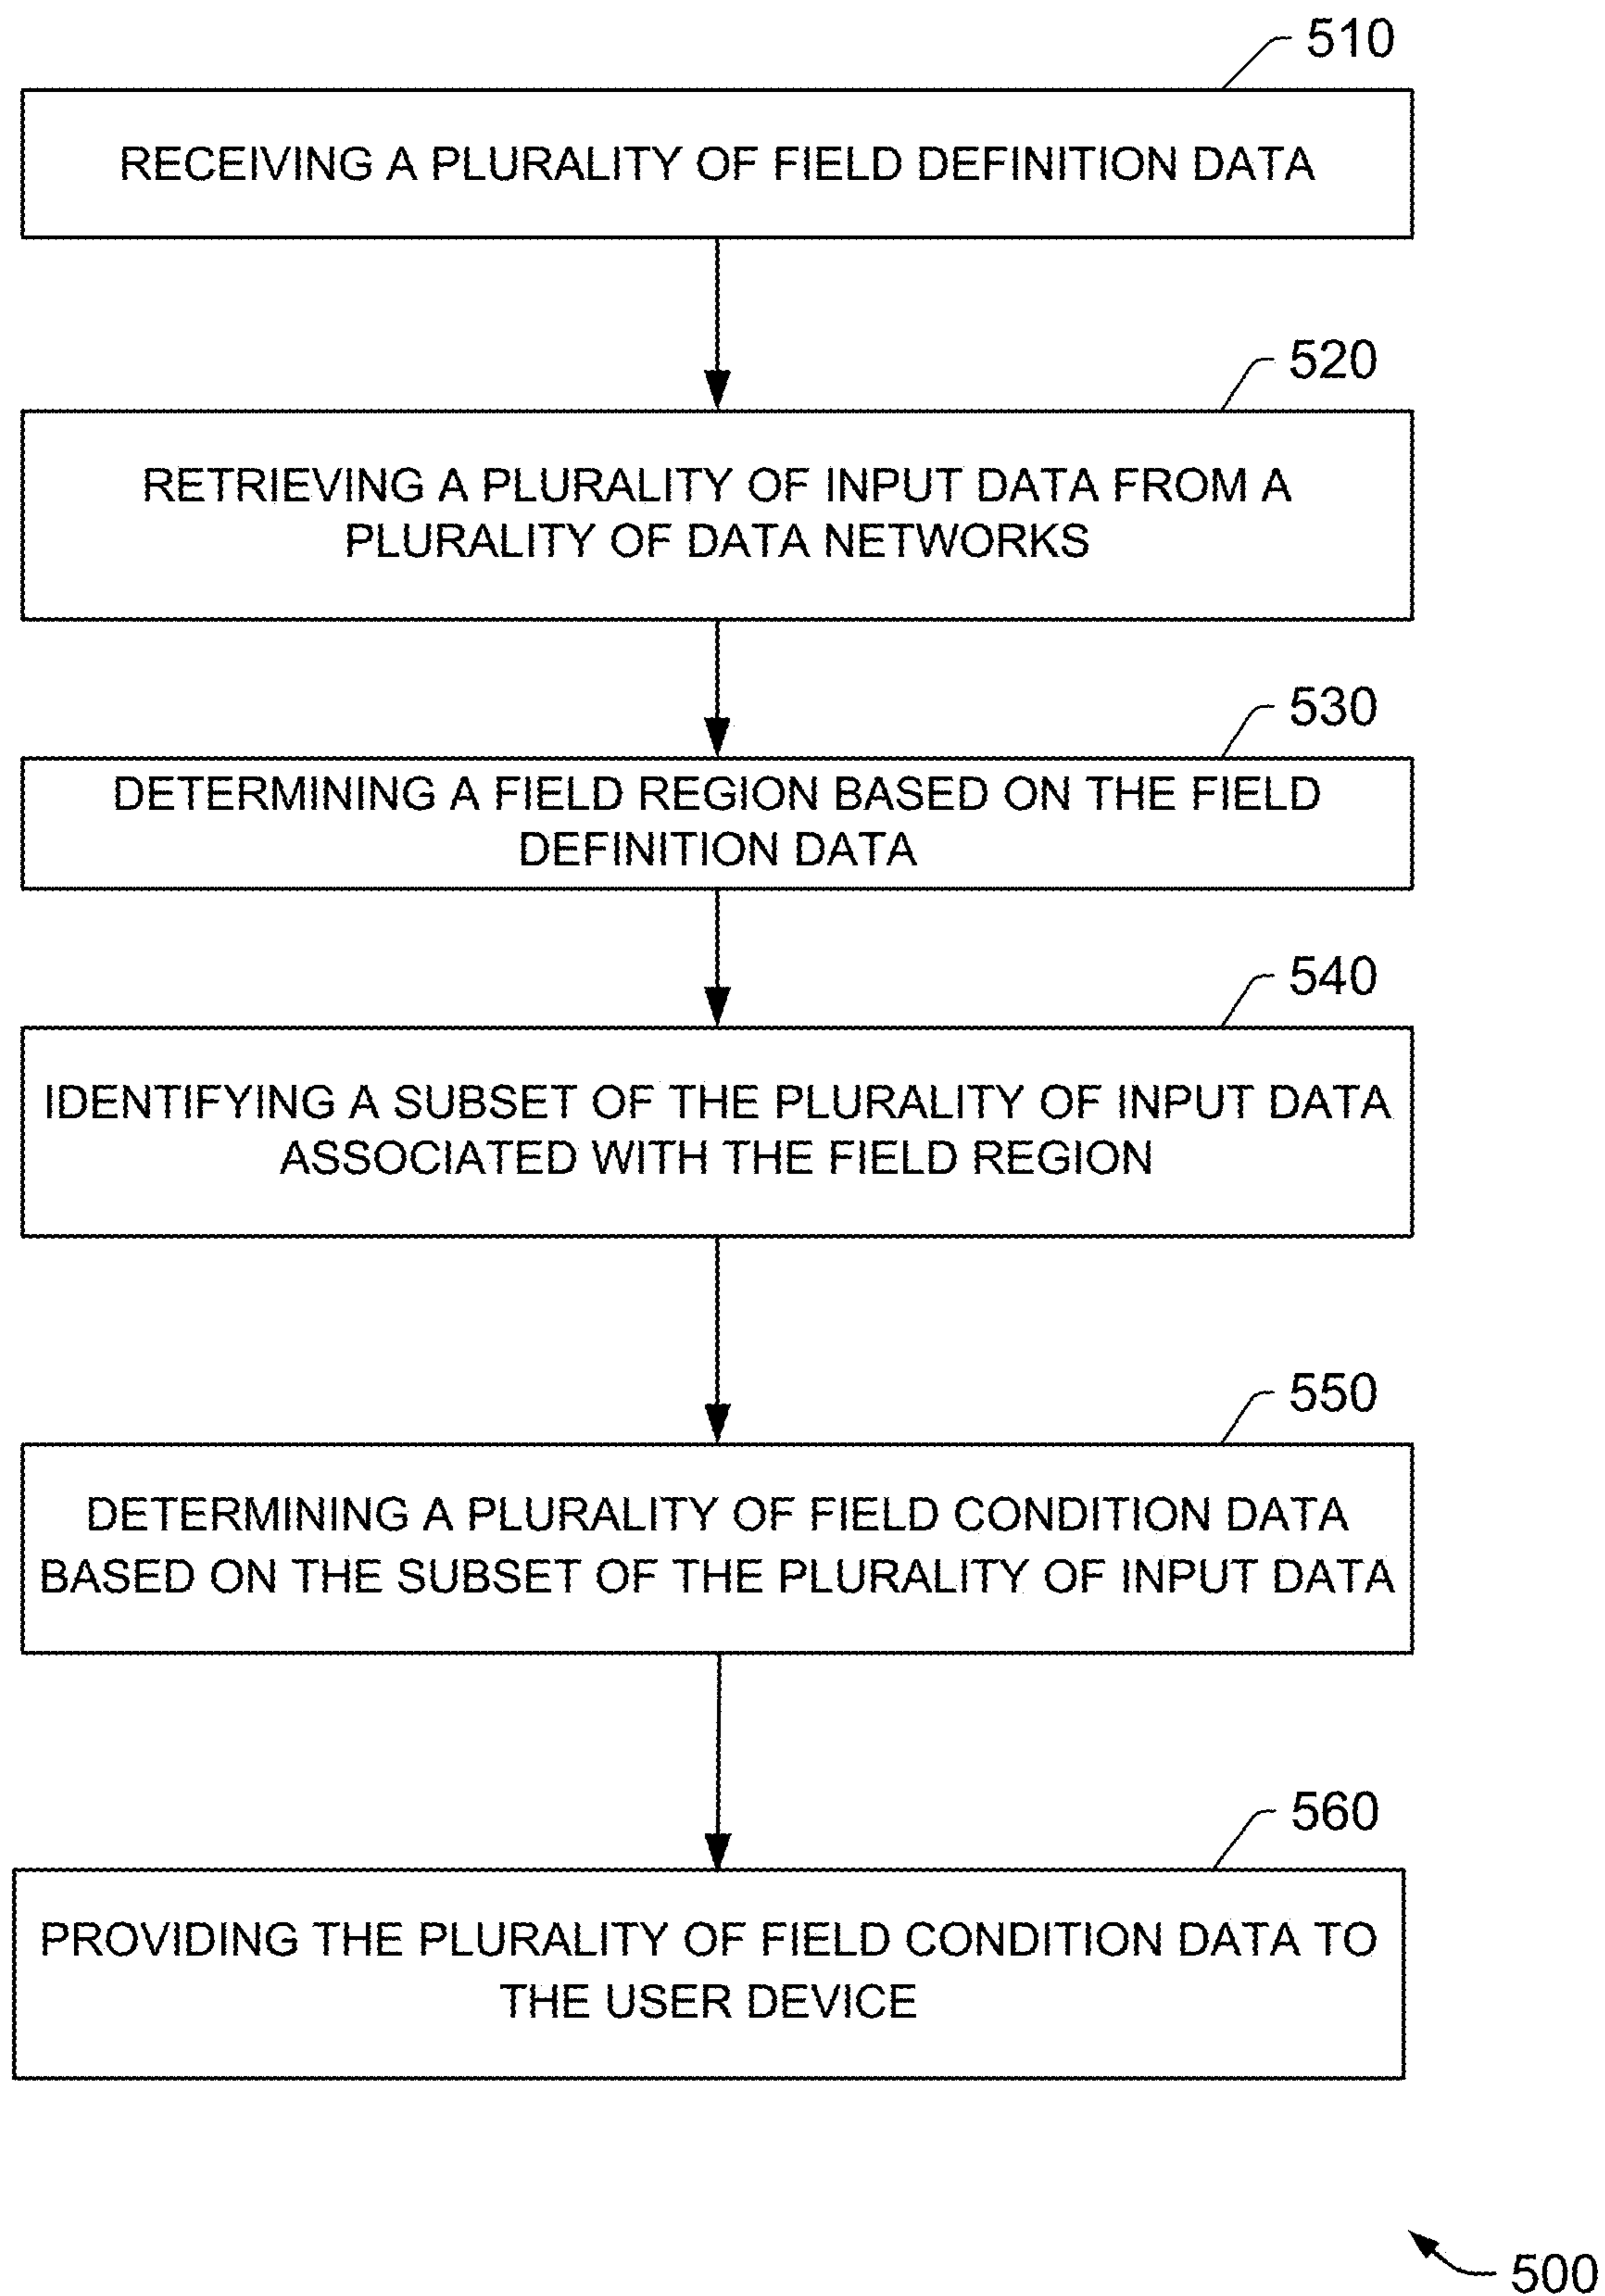 510
RECEIVING A PLURALITY OF FIELD DEFINITION DATA
520
RETRIEVING A PLURALITY OF INPUT DATA FROM A
PLURALITY OF DATA NETWORKS
530
DETERMINING A FIELD REGION BASED ON THE FIELD
DEFINITION DATA
540
IDENTIFYING A SUBSET OF THE PLURALITY OF INPUT DATA
ASSOCIATED WITH THE FIELD REGION
550
DETERMINING A PLURALITY OF FIELD CONDITION DATA
BASED ON THE SUBSET OF THE PLURALITY OF INPUT DATA
560
PROVIDING THE PLURALITY OF FIELD CONDITION DATA TO
THE USER DEVICE
500